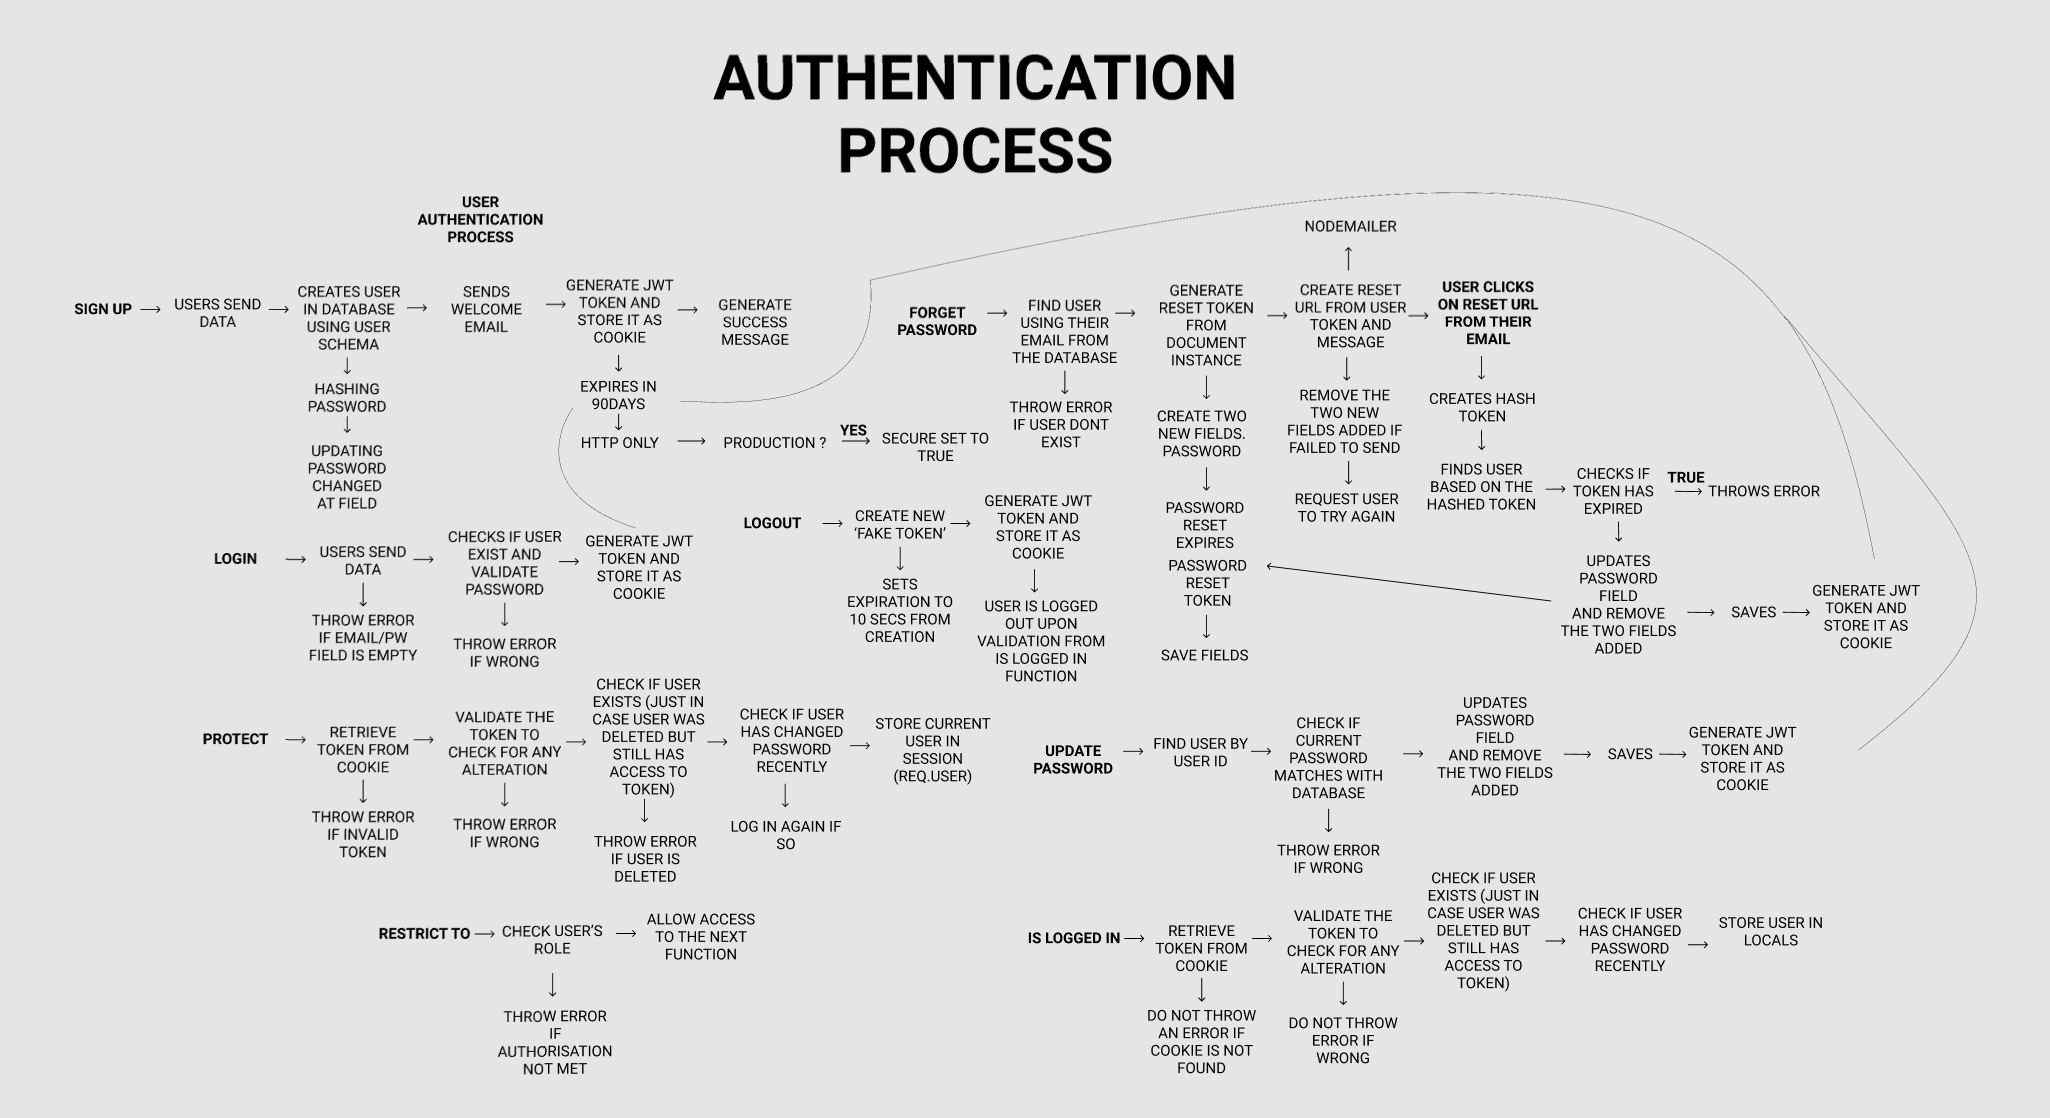 AUTHENTICATION
PROCESS
USER
AUTHENTICATION
PROCESS
SIGN UP
USERS SEND
DATA
CREATES USER
IN DATABASE
USING USER
SCHEMA
HASHING
PASSWORD
UPDATING
PASSWORD
CHANGED
AT FIELD
SENDS
WELCOME
EMAIL
GENERATE JWT
TOKEN AND
STORE IT AS
COOKIE
EXPIRES IN
90DAYS
HTTP ONLY
PRODUCTION ?
YES
SECURE SET TO
TRUE
GENERATE
SUCCESS
MESSAGE
LOGIN
USERS SEND
DATA
THROW ERROR
IF EMAIL/PW
FIELD IS EMPTY
CHECKS IF USER
EXIST AND
VALIDATE
PASSWORD
THROW ERROR
IF WRONG
GENERATE JWT
TOKEN AND
STORE IT AS
COOKIE
LOGOUT
CREATE NEW
‘FAKE TOKEN’
SETS
EXPIRATION TO
10 SECS FROM
CREATION
GENERATE JWT
TOKEN AND
STORE IT AS
COOKIE
USER IS LOGGED
OUT UPON
VALIDATION FROM
IS LOGGED IN
FUNCTION
PROTECT
RETRIEVE
TOKEN FROM
COOKIE
THROW ERROR
IF INVALID
TOKEN
VALIDATE THE
TOKEN TO
CHECK FOR ANY
ALTERATION
THROW ERROR
IF WRONG
CHECK IF USER
EXISTS (JUST IN
CASE USER WAS
DELETED BUT
STILL HAS
ACCESS TO
TOKEN)
THROW ERROR
IF USER IS
DELETED
CHECK IF USER
HAS CHANGED
PASSWORD
RECENTLY
LOG IN AGAIN IF
SO
STORE CURRENT
USER IN
SESSION
(REQ.USER)
RESTRICT TO
CHECK USER’S
ROLE
THROW ERROR
IF
AUTHORISATION
NOT MET
ALLOW ACCESS
TO THE NEXT
FUNCTION
FORGET
PASSWORD
FIND USER
USING THEIR
EMAIL FROM
THE DATABASE
THROW ERROR
IF USER DONT
EXIST
GENERATE
RESET TOKEN
FROM
DOCUMENT
INSTANCE
CREATE TWO
NEW FIELDS.
PASSWORD
PASSWORD
RESET
EXPIRES
PASSWORD
RESET
TOKEN
SAVE FIELDS
NODEMAILER
CREATE RESET
URL FROM USER
TOKEN AND
MESSAGE
REMOVE THE
TWO NEW
FIELDS ADDED IF
FAILED TO SEND
REQUEST USER
TO TRY AGAIN
USER CLICKS
ON RESET URL
FROM THEIR
EMAIL
CREATES HASH
TOKEN
FINDS USER
BASED ON THE
HASHED TOKEN
CHECKS IF
TOKEN HAS
EXPIRED
TRUE
THROWS ERROR
UPDATES
PASSWORD
FIELD
AND REMOVE
THE TWO FIELDS
ADDED
SAVES
GENERATE JWT
TOKEN AND
STORE IT AS
COOKIE
UPDATE
PASSWORD
FIND USER BY
USER ID
CHECK IF
CURRENT
PASSWORD
MATCHES WITH
DATABASE
THROW ERROR
IF WRONG
UPDATES
PASSWORD
FIELD
AND REMOVE
THE TWO FIELDS
ADDED
SAVES
GENERATE JWT
TOKEN AND
STORE IT AS
COOKIE
IS LOGGED IN
RETRIEVE
TOKEN FROM
COOKIE
DO NOT THROW
AN ERROR IF
COOKIE IS NOT
FOUND
VALIDATE THE
TOKEN TO
CHECK FOR ANY
ALTERATION
DO NOT THROW
ERROR IF
WRONG
CHECK IF USER
EXISTS (JUST IN
CASE USER WAS
DELETED BUT
STILL HAS
ACCESS TO
TOKEN)
CHECK IF USER
HAS CHANGED
PASSWORD
RECENTLY
STORE USER IN
LOCALS